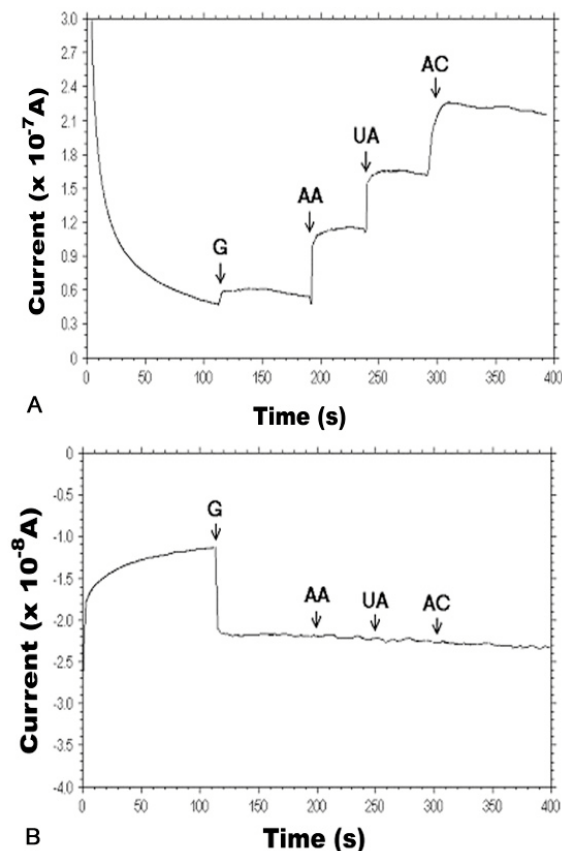 3.0
2.7
2.4
2.1
1.8
1.5
1.2
0.9
0.6
0.3
0
Current (x 10⁻⁷A)
G
AA
UA
AC
0 50 100 150 200 250 300 350 400
A
Time (s)
0
-0.5
-1.0
-1.5
-2.0
-2.5
-3.0
-3.5
-4.0
Current (x 10⁻⁸A)
G
AA
UA
AC
0 50 100 150 200 250 300 350 400
B
Time (s)